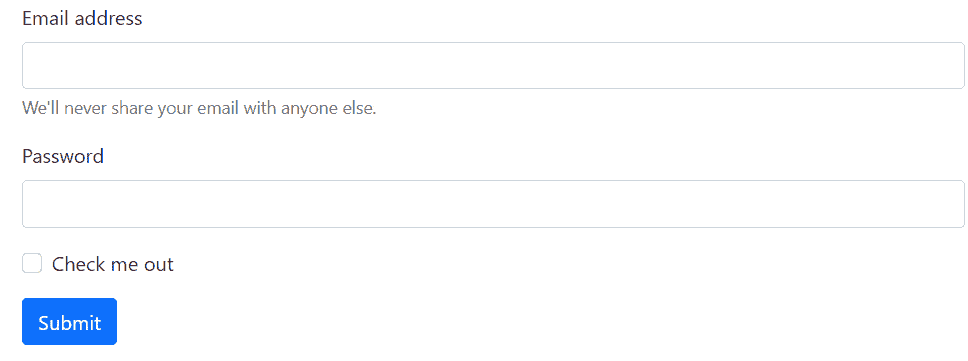 Email address
We'll never share your email with anyone else.
Password
Check me out
Submit